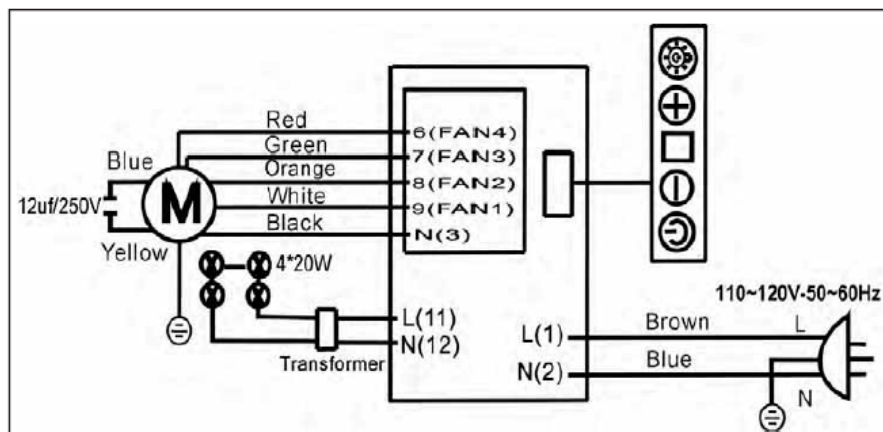 Red
6(FAN4)
Green
7(FAN3)
Blue
Orange
8(FAN2)
12uf/250V
M
White
9(FAN1)
Black
N(3)
Yellow
4*20W
110~120V-50~60Hz
L(11)
L(1)
Brown
L
N(12)
Transformer
N(2)
Blue
N